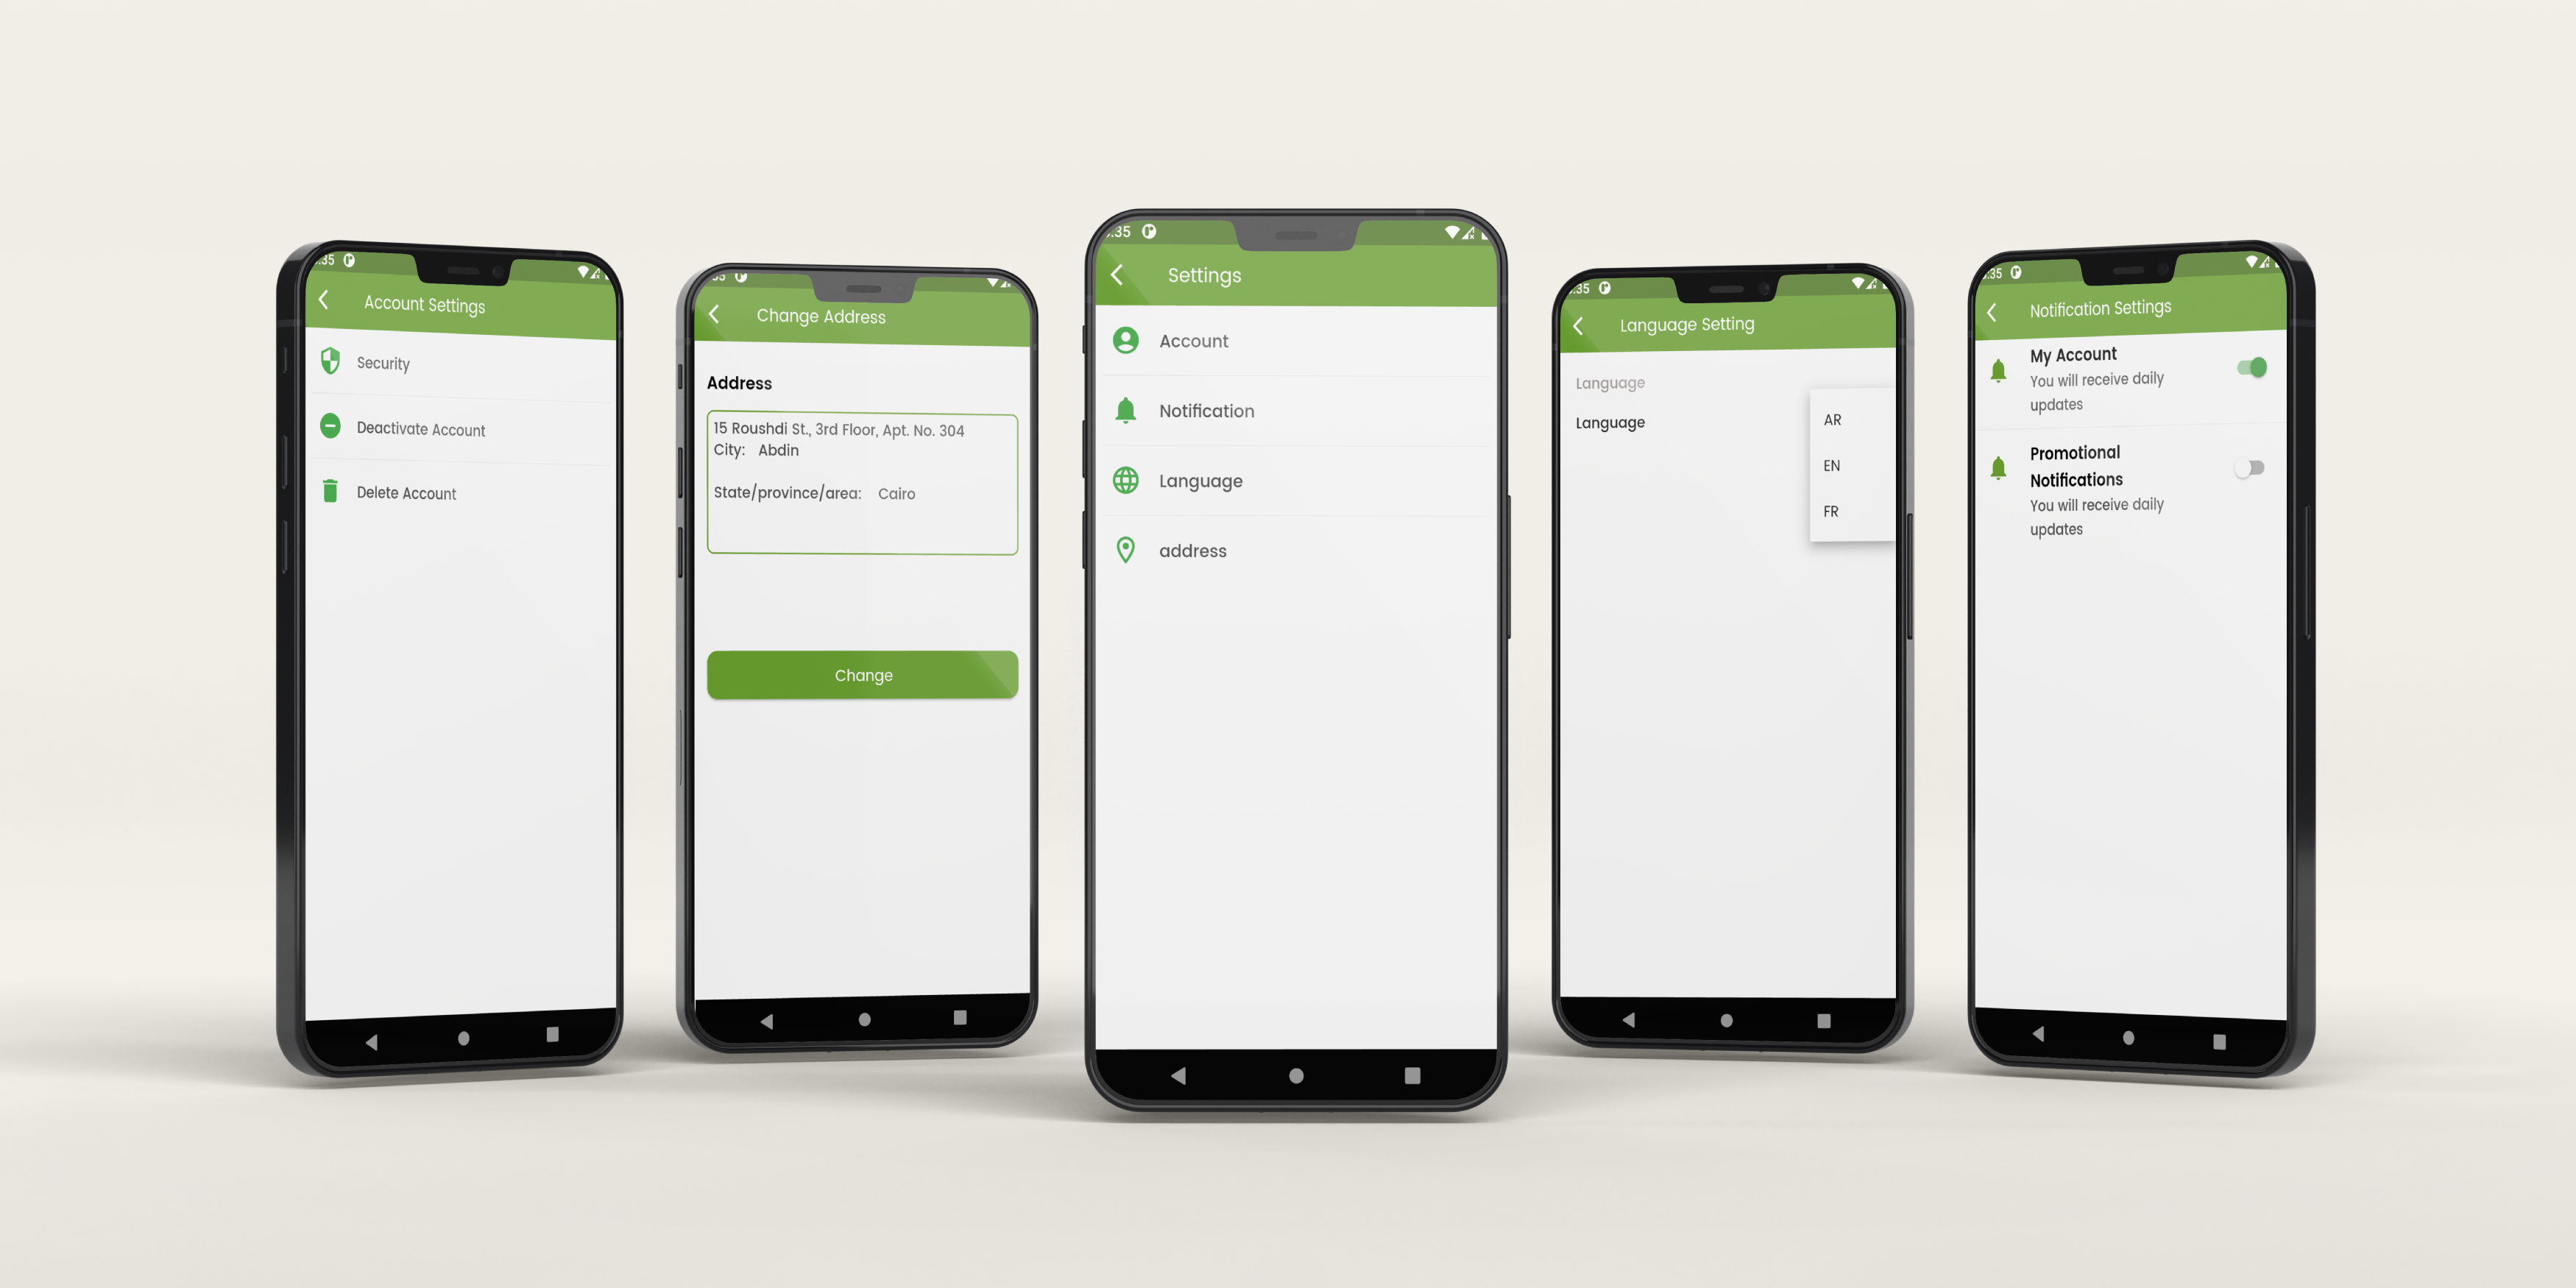 :35
Account Settings
Security
Deactivate Account
Delete Account
Change Address
Address
15 Roushdi St., 3rd Floor, Apt. No. 304
City: Abdin
State/province/area: Cairo
Change
:35
Settings
Account
Notification
Language
address
:35
Language Setting
Language
Language
AR
EN
FR
:35
Notification Settings
My Account
You will receive daily
updates
Promotional
Notifications
You will receive daily
updates